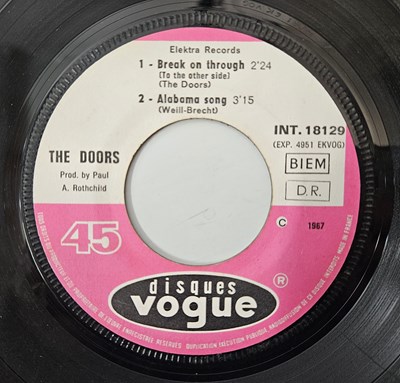 Elektra Records
1 - Break on through 2'24
(To the other side)
(The Doors)
2 - Alabama song 3'15
(Weill-Brecht)
INT. 18129
(EXP. 4951 EKVOG)
BIEM
D.R.
THE DOORS
Prod. by Paul
A. Rothchild
45
© 1967
disques
vogue
®